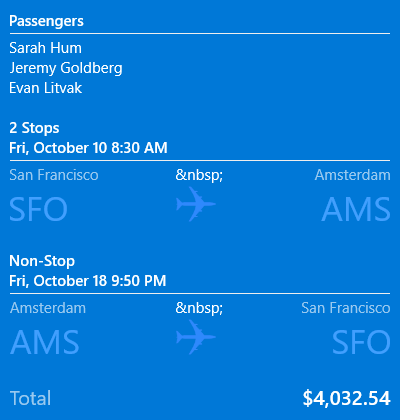 Passengers
Sarah Hum
Jeremy Goldberg
Evan Litvak
2 Stops
Fri, October 10 8:30 AM
San Francisco &nbsp; Amsterdam
SFO AMS
Non-Stop
Fri, October 18 9:50 PM
Amsterdam &nbsp; San Francisco
AMS SFO
Total $4,032.54